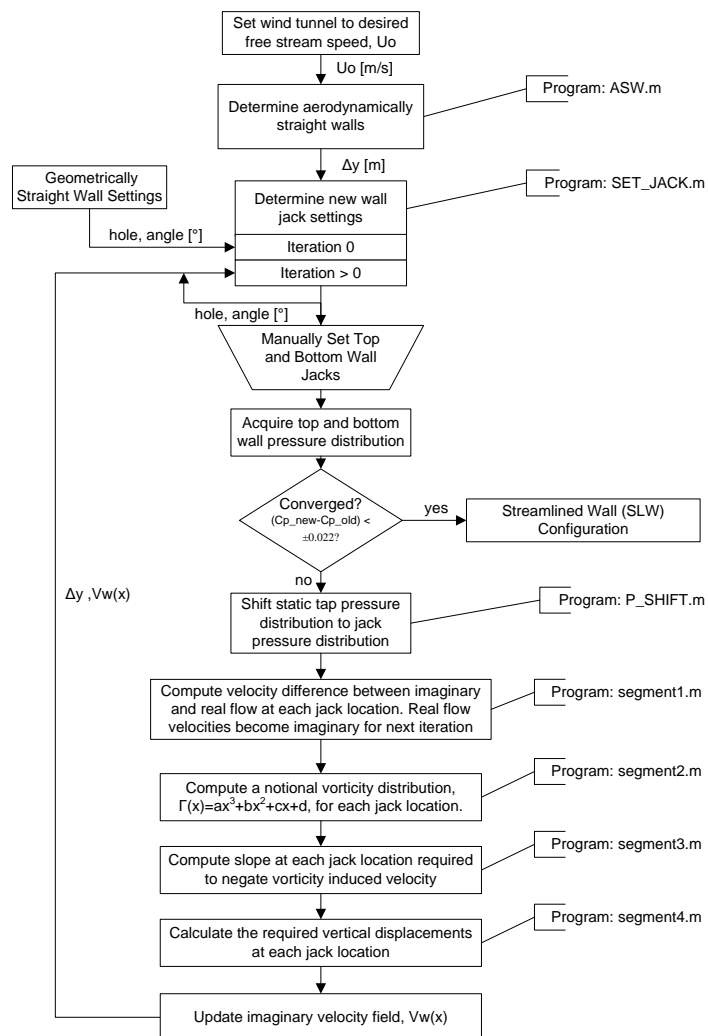 Set wind tunnel to desired
free stream speed, Uo
Uo [m/s]
Program: ASW.m
Determine aerodynamically
straight walls
Δy [m]
Geometrically
Straight Wall Settings
Program: SET_JACK.m
Determine new wall
jack settings
hole, angle [°]
Iteration 0
Iteration > 0
hole, angle [°]
Manually Set Top
and Bottom Wall
Jacks
Acquire top and bottom
wall pressure distribution
Converged?
(Cp_new-Cp_old) <
±0.022?
yes
Streamlined Wall (SLW)
Configuration
no
Δy ,Vw(x)
Shift static tap pressure
distribution to jack
pressure distribution
Program: P_SHIFT.m
Compute velocity difference between imaginary
and real flow at each jack location. Real flow
velocities become imaginary for next iteration
Program: segment1.m
Compute a notional vorticity distribution,
Γ(x)=ax³+bx²+cx+d, for each jack location.
Program: segment2.m
Compute slope at each jack location required
to negate vorticity induced velocity
Program: segment3.m
Calculate the required vertical displacements
at each jack location
Program: segment4.m
Update imaginary velocity field, Vw(x)